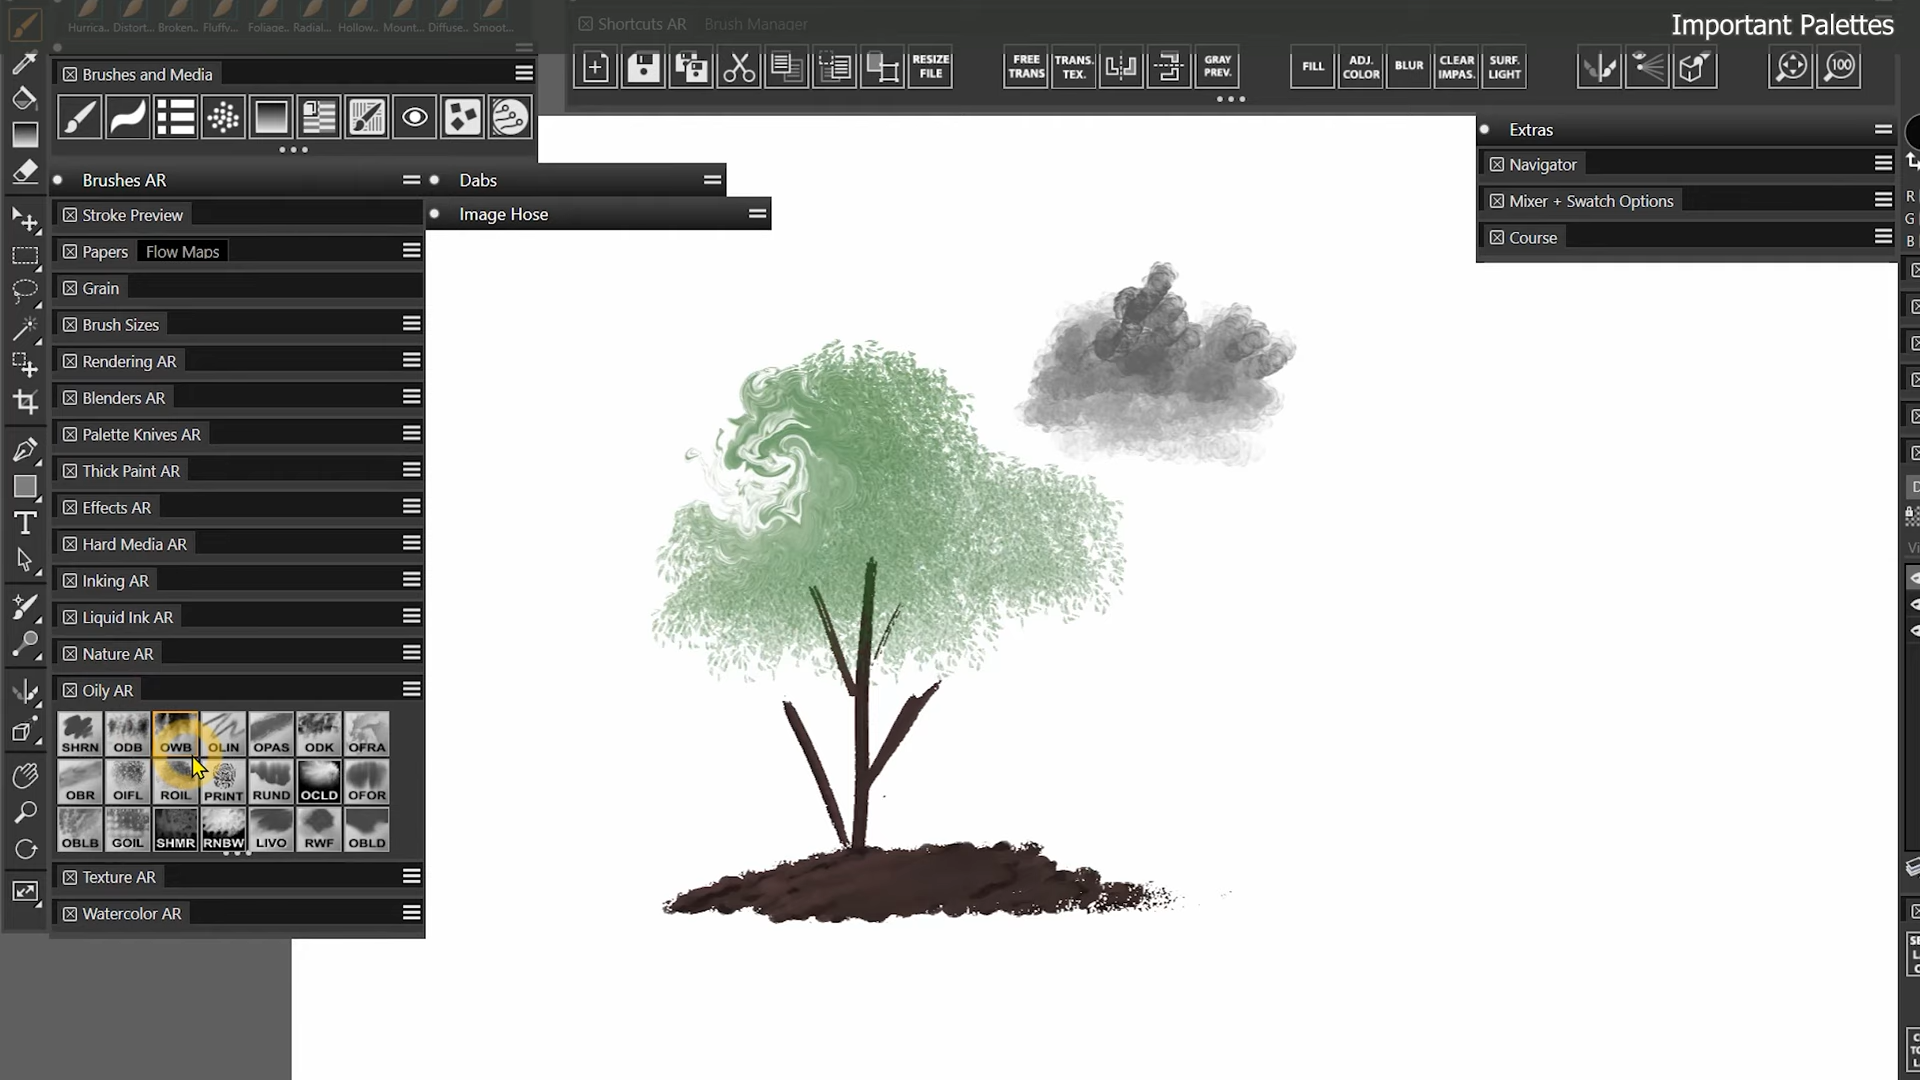 Important Palettes
Hurrica.. Distort... Broken.. Fluffy... Foliage.. Radial... Hollow... Mount... Diffuse... Smoot...
Shortcuts AR Brush Manager
RESIZE FILE
FREE TRANS
TRANS. TEX.
GRAY PREV.
FILL
ADJ. COLOR
BLUR
CLEAR IMPAS.
SURF. LIGHT
100
Brushes and Media
Brushes AR
Dabs
Image Hose
Stroke Preview
Papers Flow Maps
Grain
Brush Sizes
Rendering AR
Blenders AR
Palette Knives AR
Thick Paint AR
Effects AR
Hard Media AR
Inking AR
Liquid Ink AR
Nature AR
Oily AR
SHRN ODB OWB OLIN OPAS ODK OFRA
OBR OIFL ROIL PRINT RUND OCLD OFOR
OBLB GOIL SHMR RNBW LIVO RWF OBLD
Texture AR
Watercolor AR
Extras
Navigator
Mixer + Swatch Options
Course
R
G
B